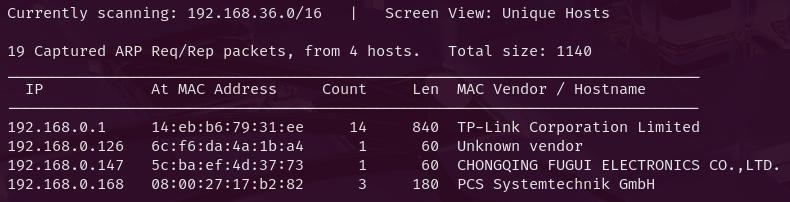 Currently scanning: 192.168.36.0/16   |   Screen View: Unique Hosts
19 Captured ARP Req/Rep packets, from 4 hosts.   Total size: 1140
IP            At MAC Address     Count     Len  MAC Vendor / Hostname
192.168.0.1     14:eb:b6:79:31:ee     14     840  TP-Link Corporation Limited
192.168.0.126   6c:f6:da:4a:1b:a4      1      60  Unknown vendor
192.168.0.147   5c:ba:ef:4d:37:73      1      60  CHONGQING FUGUI ELECTRONICS CO.,LTD.
192.168.0.168   08:00:27:17:b2:82      3     180  PCS Systemtechnik GmbH